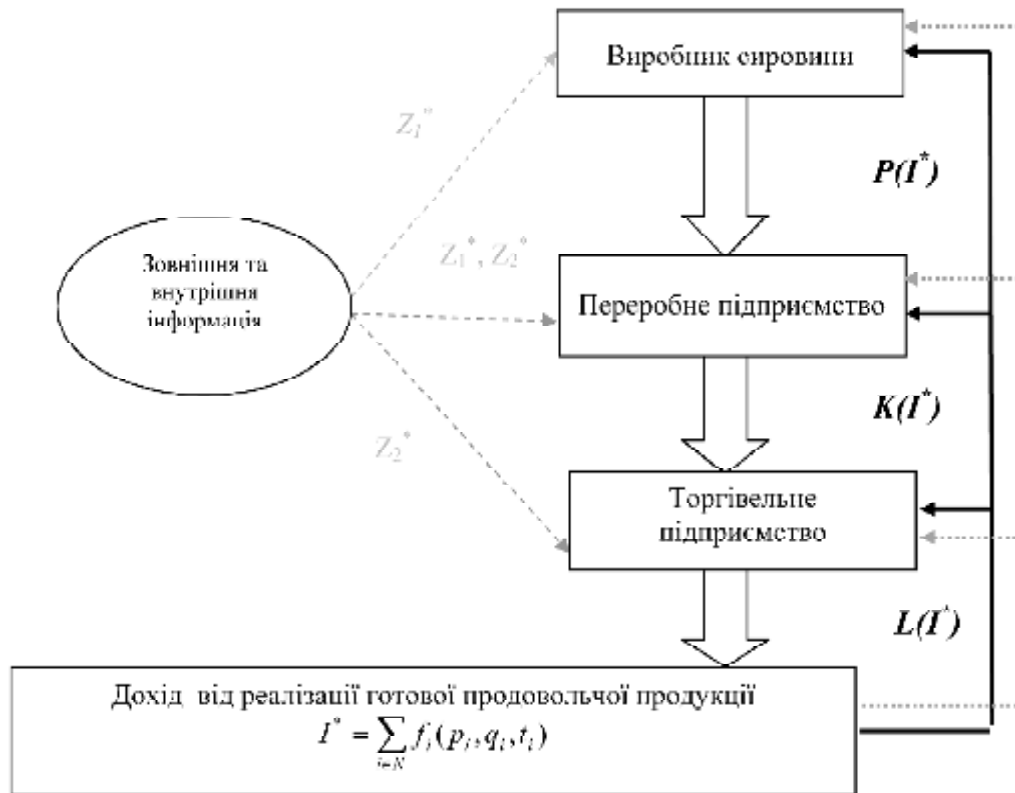 Виробник сировини
Z₁*
P(I*)
Зовнішня та
внутрішня
інформація
Z₁*, Z₂*
Переробне підприємство
K(I*)
Z₂*
Торгівельне
підприємство
L(I*)
Дохід від реалізації готової продовольчої продукції
I* = ∑ fᵢ(pᵢ, qᵢ, tᵢ)
i∈N